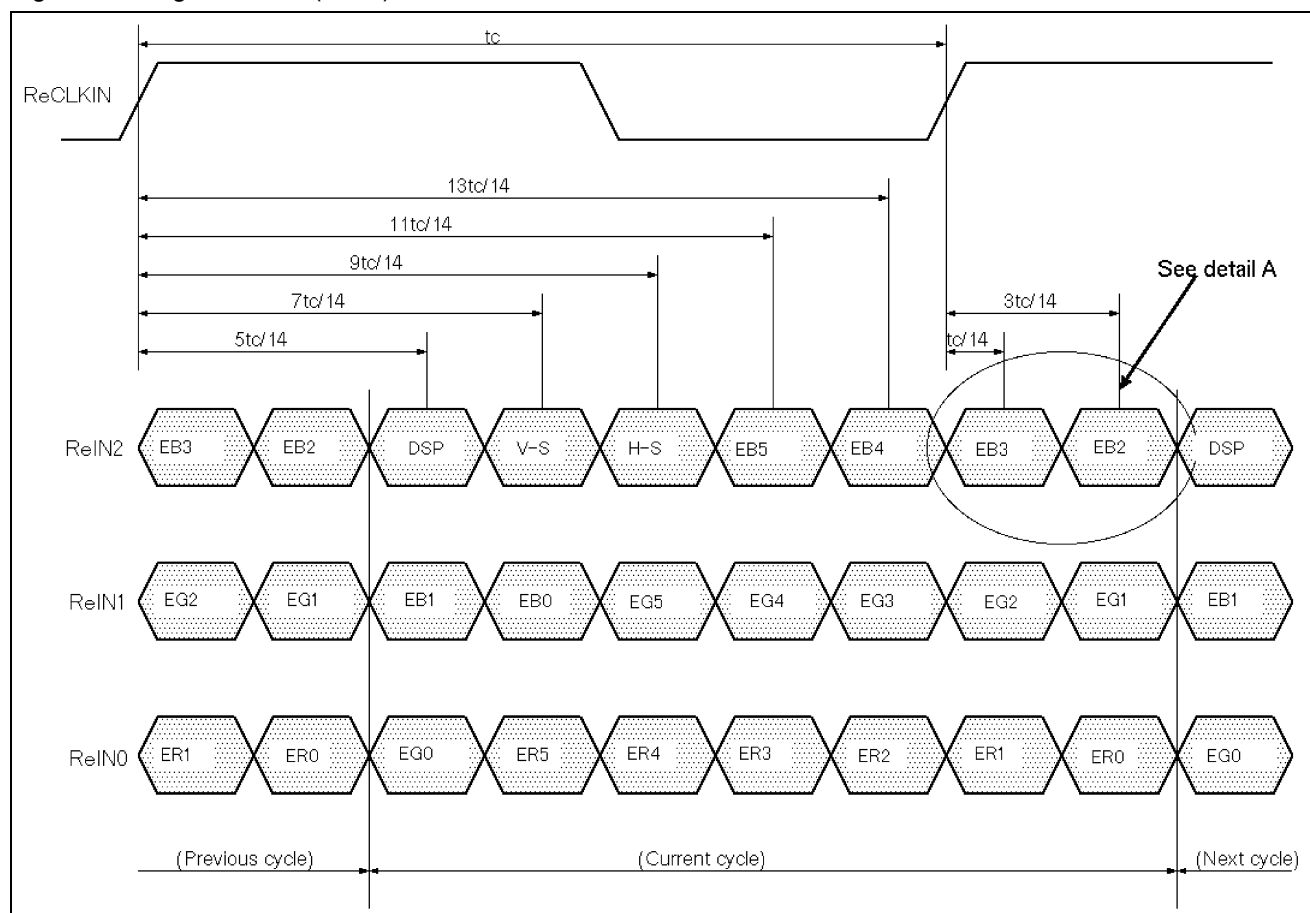 tc
ReCLKIN
13tc/14
11tc/14
9tc/14
See detail A
7tc/14
3tc/14
5tc/14
tc/14
ReIN2 EB3 EB2 DSP V-S H-S EB5 EB4 EB3 EB2 DSP
ReIN1 EG2 EG1 EB1 EB0 EG5 EG4 EG3 EG2 EG1 EB1
ReIN0 ER1 ER0 EG0 ER5 ER4 ER3 ER2 ER1 ER0 EG0
(Previous cycle) (Current cycle) (Next cycle)